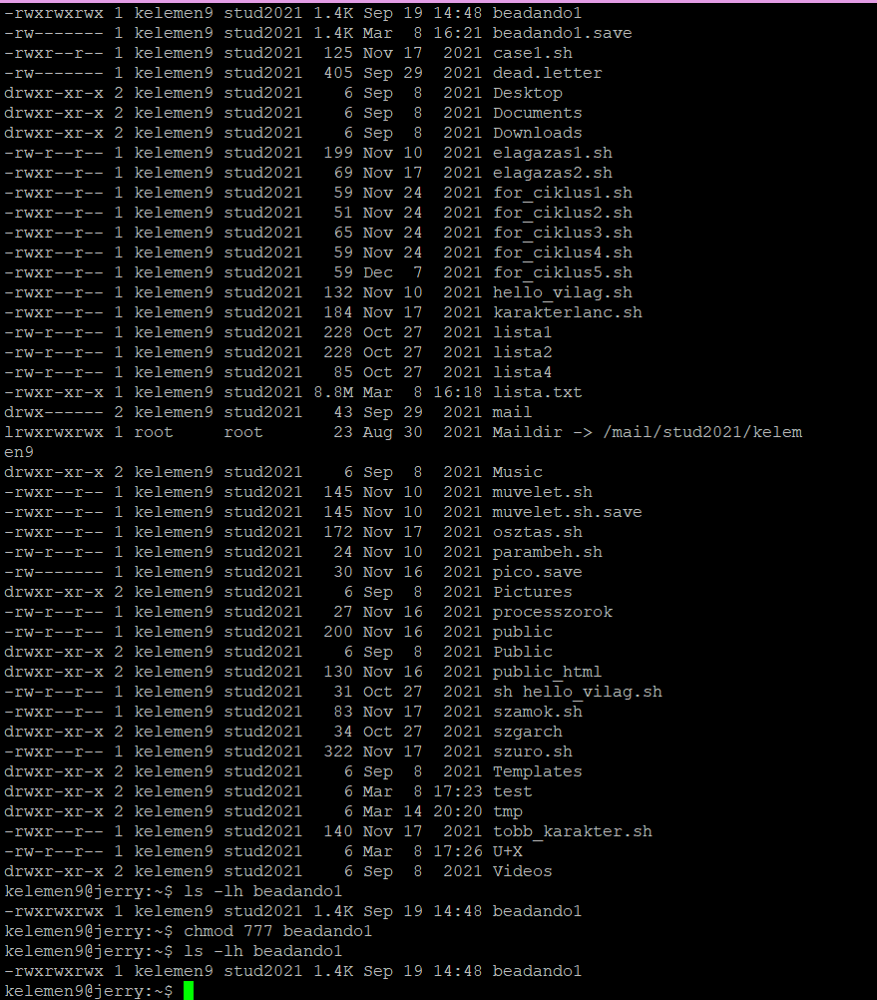 -rwxrwxrwx 1 kelemen9 stud2021 1.4K Sep 19 14:48 beadando1
-rw------- 1 kelemen9 stud2021 1.4K Mar  8 16:21 beadando1.save
-rwxr--r-- 1 kelemen9 stud2021  125 Nov 17  2021 case1.sh
-rw------- 1 kelemen9 stud2021  405 Sep 29  2021 dead.letter
drwxr-xr-x 2 kelemen9 stud2021    6 Sep  8  2021 Desktop
drwxr-xr-x 2 kelemen9 stud2021    6 Sep  8  2021 Documents
drwxr-xr-x 2 kelemen9 stud2021    6 Sep  8  2021 Downloads
-rw-r--r-- 1 kelemen9 stud2021  199 Nov 10  2021 elagazas1.sh
-rwxr--r-- 1 kelemen9 stud2021   69 Nov 17  2021 elagazas2.sh
-rwxr--r-- 1 kelemen9 stud2021   59 Nov 24  2021 for_ciklus1.sh
-rwxr--r-- 1 kelemen9 stud2021   51 Nov 24  2021 for_ciklus2.sh
-rwxr--r-- 1 kelemen9 stud2021   65 Nov 24  2021 for_ciklus3.sh
-rwxr--r-- 1 kelemen9 stud2021   59 Nov 24  2021 for_ciklus4.sh
-rwxr--r-- 1 kelemen9 stud2021   59 Dec  7  2021 for_ciklus5.sh
-rwxr--r-- 1 kelemen9 stud2021  132 Nov 10  2021 hello_vilag.sh
-rwxr--r-- 1 kelemen9 stud2021  184 Nov 17  2021 karakterlanc.sh
-rw-r--r-- 1 kelemen9 stud2021  228 Oct 27  2021 lista1
-rw-r--r-- 1 kelemen9 stud2021  228 Oct 27  2021 lista2
-rw-r--r-- 1 kelemen9 stud2021   85 Oct 27  2021 lista4
-rwxr-xr-x 1 kelemen9 stud2021 8.8M Mar  8 16:18 lista.txt
drwx------ 2 kelemen9 stud2021   43 Sep 29  2021 mail
lrwxrwxrwx 1 root     root       23 Aug 30  2021 Maildir -> /mail/stud2021/kelem
en9
drwxr-xr-x 2 kelemen9 stud2021    6 Sep  8  2021 Music
-rwxr--r-- 1 kelemen9 stud2021  145 Nov 10  2021 muvelet.sh
-rwxr--r-- 1 kelemen9 stud2021  145 Nov 10  2021 muvelet.sh.save
-rwxr--r-- 1 kelemen9 stud2021  172 Nov 17  2021 osztas.sh
-rw-r--r-- 1 kelemen9 stud2021   24 Nov 10  2021 parambeh.sh
-rw------- 1 kelemen9 stud2021   30 Nov 16  2021 pico.save
drwxr-xr-x 2 kelemen9 stud2021    6 Sep  8  2021 Pictures
-rw-r--r-- 1 kelemen9 stud2021   27 Nov 16  2021 processzorok
-rw-r--r-- 1 kelemen9 stud2021  200 Nov 16  2021 public
drwxr-xr-x 2 kelemen9 stud2021    6 Sep  8  2021 Public
drwxr-xr-x 2 kelemen9 stud2021  130 Nov 16  2021 public_html
-rw-r--r-- 1 kelemen9 stud2021   31 Oct 27  2021 sh hello_vilag.sh
-rwxr--r-- 1 kelemen9 stud2021   83 Nov 17  2021 szamok.sh
drwxr-xr-x 2 kelemen9 stud2021   34 Oct 27  2021 szgarch
-rwxr--r-- 1 kelemen9 stud2021  322 Nov 17  2021 szuro.sh
drwxr-xr-x 2 kelemen9 stud2021    6 Sep  8  2021 Templates
drwxr-xr-x 2 kelemen9 stud2021    6 Mar  8 17:23 test
drwxr-xr-x 2 kelemen9 stud2021    6 Mar 14 20:20 tmp
-rwxr--r-- 1 kelemen9 stud2021  140 Nov 17  2021 tobb_karakter.sh
-rw-r--r-- 1 kelemen9 stud2021    6 Mar  8 17:26 U+X
drwxr-xr-x 2 kelemen9 stud2021    6 Sep  8  2021 Videos
kelemen9@jerry:~$ ls -lh beadando1
-rwxrwxrwx 1 kelemen9 stud2021 1.4K Sep 19 14:48 beadando1
kelemen9@jerry:~$ chmod 777 beadando1
kelemen9@jerry:~$ ls -lh beadando1
-rwxrwxrwx 1 kelemen9 stud2021 1.4K Sep 19 14:48 beadando1
kelemen9@jerry:~$